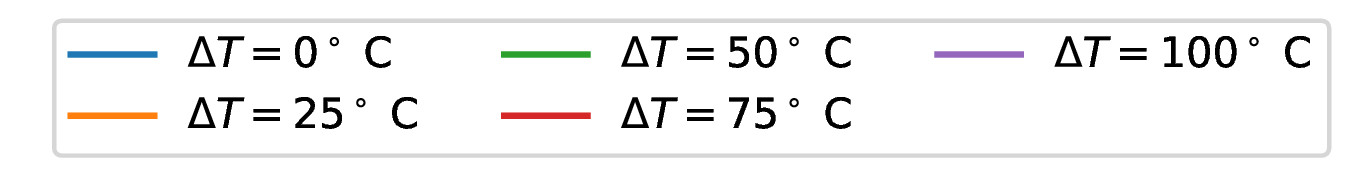 ΔT = 0° C ΔT = 50° C ΔT = 100° C
ΔT = 25° C ΔT = 75° C